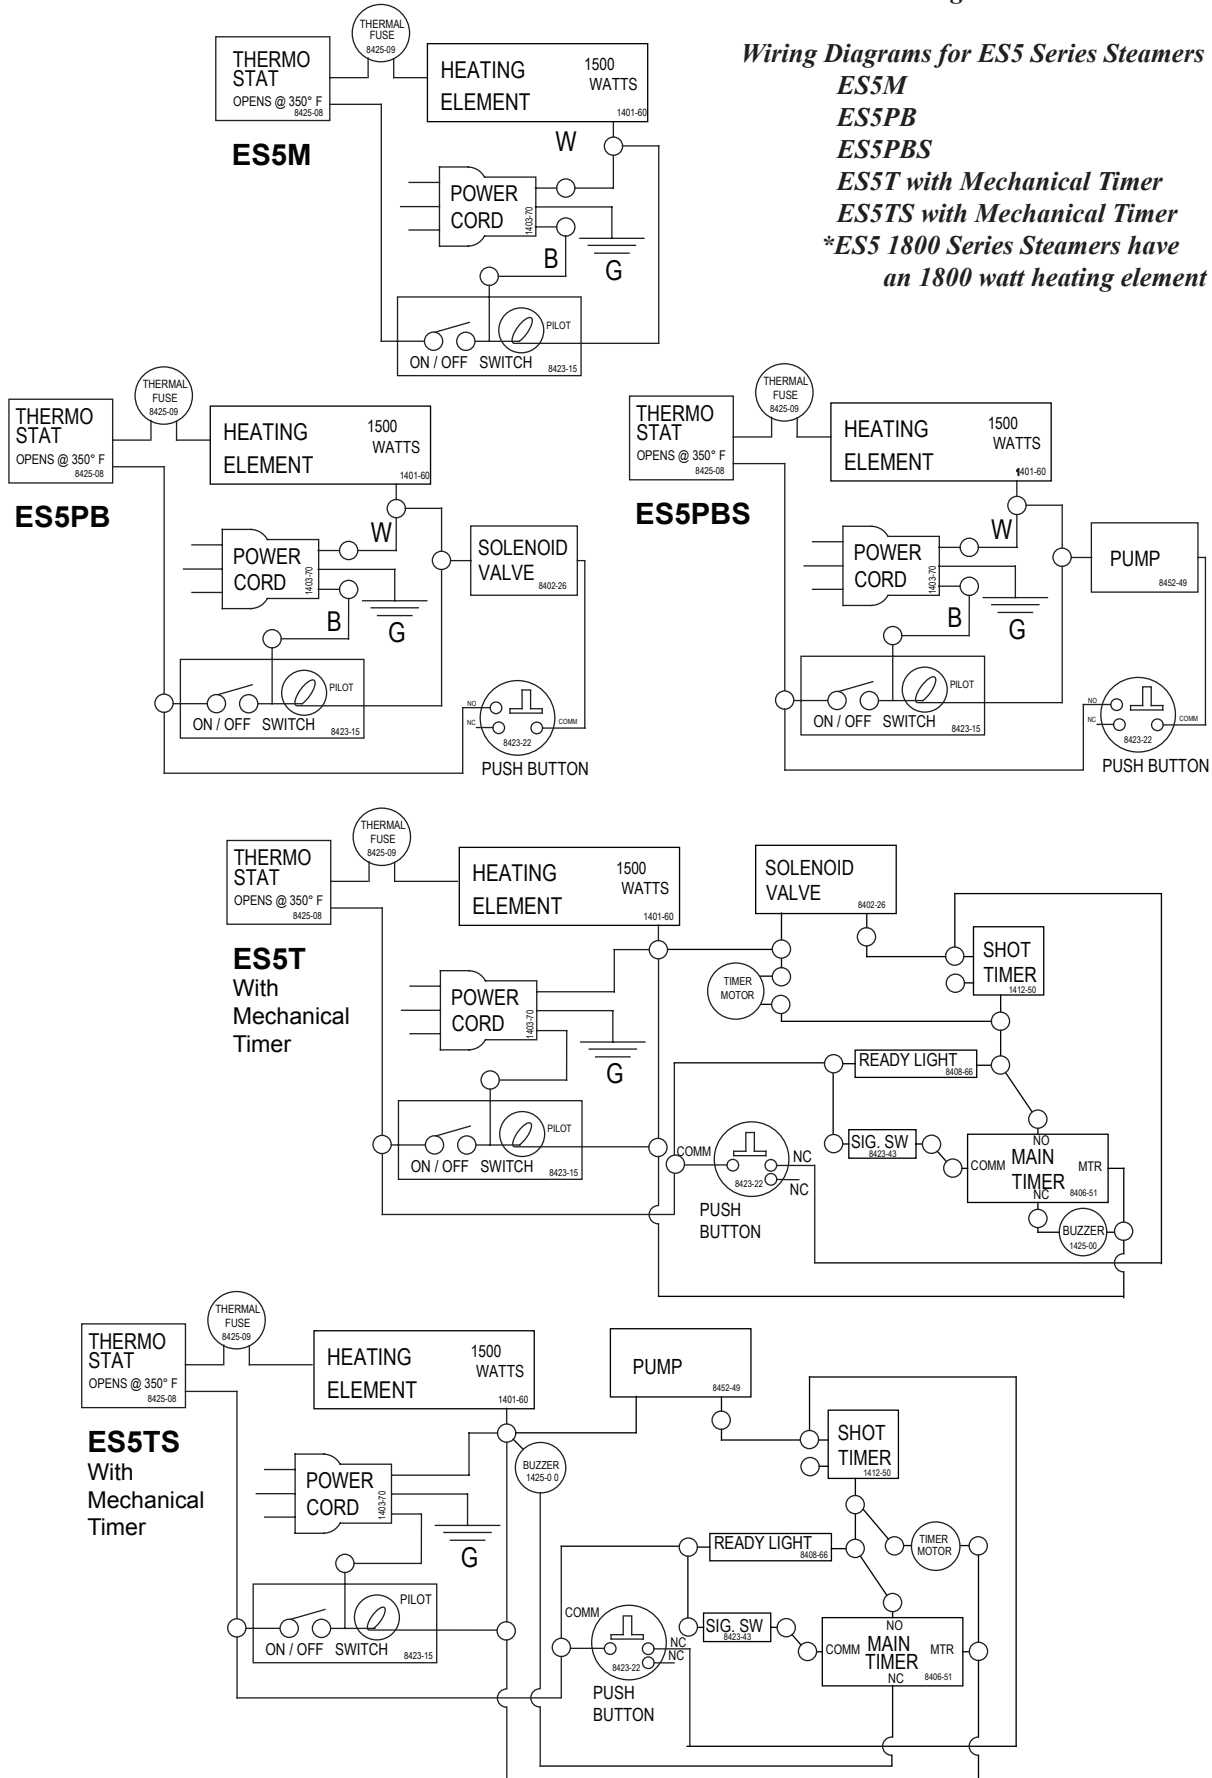 Wiring Diagrams for ES5 Series Steamers
ES5M
ES5PB
ES5PBS
ES5T with Mechanical Timer
ES5TS with Mechanical Timer
*ES5 1800 Series Steamers have
an 1800 watt heating element
THERMAL
FUSE
8425-09
THERMO
STAT
OPENS @ 350° F
8425-08
HEATING
ELEMENT
1500
WATTS
1401-60
ES5M
W
POWER
CORD
1403-70
B
G
PILOT
ON / OFF SWITCH
8423-15
THERMAL
FUSE
8425-09
THERMO
STAT
OPENS @ 350° F
8425-08
HEATING
ELEMENT
1500
WATTS
1401-60
ES5PB
W
POWER
CORD
1403-70
B
G
SOLENOID
VALVE
8402-26
PILOT
ON / OFF SWITCH
8423-15
NO
NC
COMM
8423-22
PUSH BUTTON
THERMAL
FUSE
8425-09
THERMO
STAT
OPENS @ 350° F
8425-08
HEATING
ELEMENT
1500
WATTS
1401-60
ES5PBS
W
POWER
CORD
1403-70
B
G
PUMP
8452-49
PILOT
ON / OFF SWITCH
8423-15
NO
NC
COMM
8423-22
PUSH BUTTON
THERMAL
FUSE
8425-09
THERMO
STAT
OPENS @ 350° F
8425-08
HEATING
ELEMENT
1500
WATTS
1401-60
SOLENOID
VALVE
8402-26
ES5T
With
Mechanical
Timer
POWER
CORD
1403-70
G
TIMER
MOTOR
SHOT
TIMER
1412-50
READY LIGHT
8408-66
PILOT
ON / OFF SWITCH
8423-15
COMM
NC
NC
8423-22
PUSH
BUTTON
SIG. SW
8423-43
NO
COMM
MAIN
TIMER
MTR
NC
8406-51
BUZZER
1425-00
THERMAL
FUSE
8425-09
THERMO
STAT
OPENS @ 350° F
8425-08
HEATING
ELEMENT
1500
WATTS
1401-60
PUMP
8452-49
ES5TS
With
Mechanical
Timer
POWER
CORD
1403-70
G
BUZZER
1425-0 0
SHOT
TIMER
1412-50
READY LIGHT
8408-66
TIMER
MOTOR
PILOT
ON / OFF SWITCH
8423-15
COMM
NC
NC
8423-22
PUSH
BUTTON
SIG. SW
8423-43
NO
COMM
MAIN
TIMER
MTR
NC
8406-51